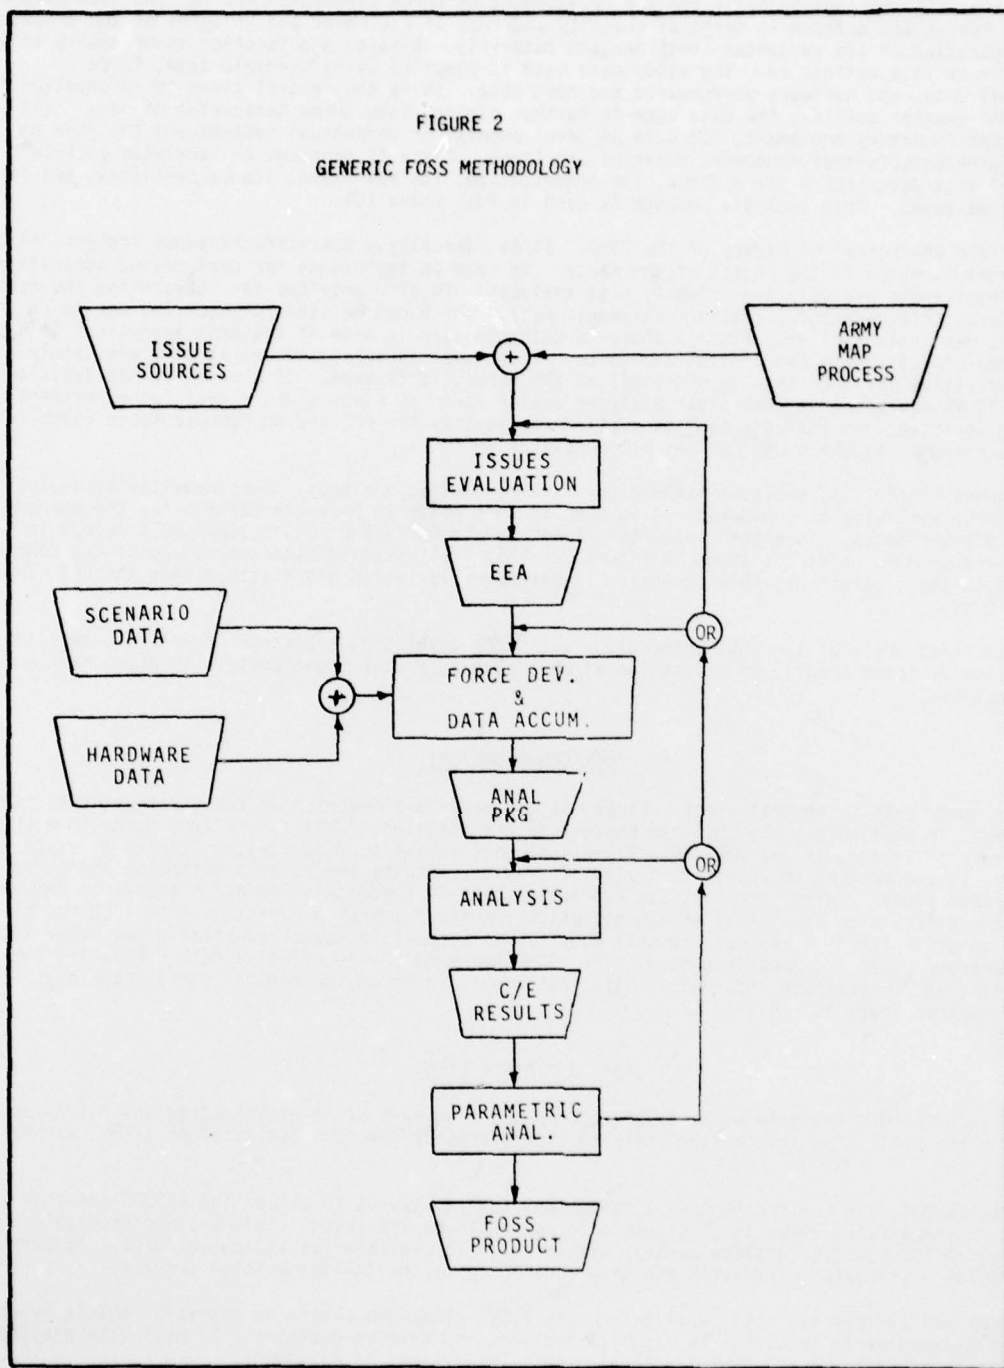 FIGURE 2
GENERIC FOSS METHODOLOGY
ISSUE
SOURCES
+
ARMY
MAP
PROCESS
ISSUES
EVALUATION
EEA
OR
SCENARIO
DATA
+
HARDWARE
DATA
FORCE DEV.
&
DATA ACCUM.
ANAL
PKG
OR
ANALYSIS
C/E
RESULTS
PARAMETRIC
ANAL.
FOSS
PRODUCT